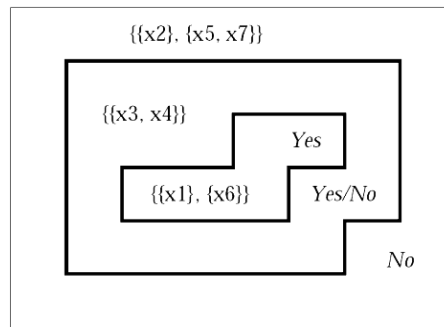 {{x2}, {x5, x7}}
{{x3, x4}}
Yes
{{x1}, {x6}}
Yes/No
No